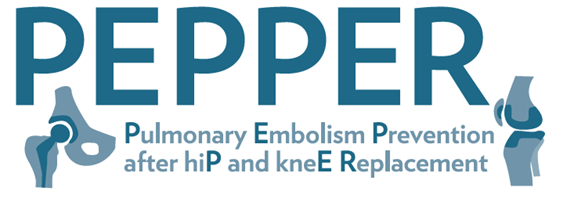 PEPPER
Pulmonary Embolism Prevention
after hiP and kneE Replacement